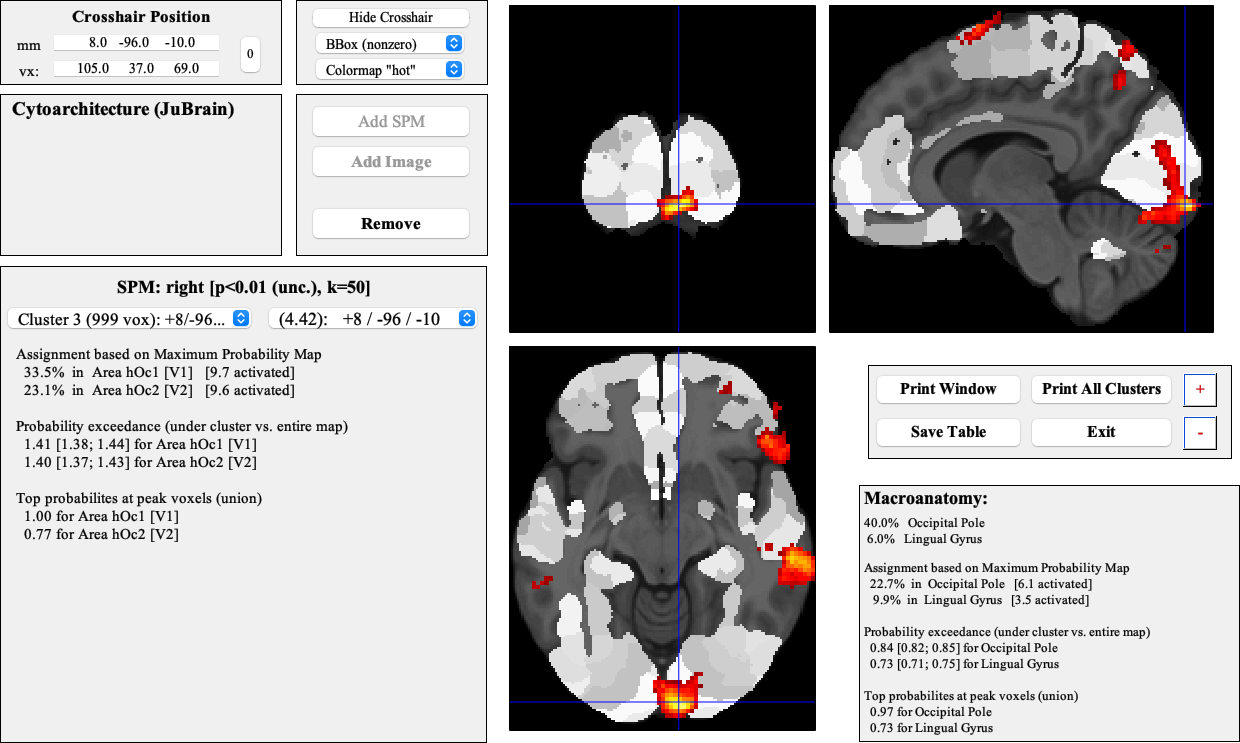 Crosshair Position
mm 8.0 -96.0 -10.0
vx: 105.0 37.0 69.0
0
Hide Crosshair
BBox (nonzero)
Colormap "hot"
Cytoarchitecture (JuBrain)
Add SPM
Add Image
Remove
SPM: right [p<0.01 (unc.), k=50]
Cluster 3 (999 vox): +8/-96... (4.42): +8 / -96 / -10
Assignment based on Maximum Probability Map
33.5% in Area hOc1 [V1] [9.7 activated]
23.1% in Area hOc2 [V2] [9.6 activated]
Probability exceedance (under cluster vs. entire map)
1.41 [1.38; 1.44] for Area hOc1 [V1]
1.40 [1.37; 1.43] for Area hOc2 [V2]
Top probabilites at peak voxels (union)
1.00 for Area hOc1 [V1]
0.77 for Area hOc2 [V2]
Print Window Print All Clusters +
Save Table Exit -
Macroanatomy:
40.0% Occipital Pole
6.0% Lingual Gyrus
Assignment based on Maximum Probability Map
22.7% in Occipital Pole [6.1 activated]
9.9% in Lingual Gyrus [3.5 activated]
Probability exceedance (under cluster vs. entire map)
0.84 [0.82; 0.85] for Occipital Pole
0.73 [0.71; 0.75] for Lingual Gyrus
Top probabilites at peak voxels (union)
0.97 for Occipital Pole
0.73 for Lingual Gyrus